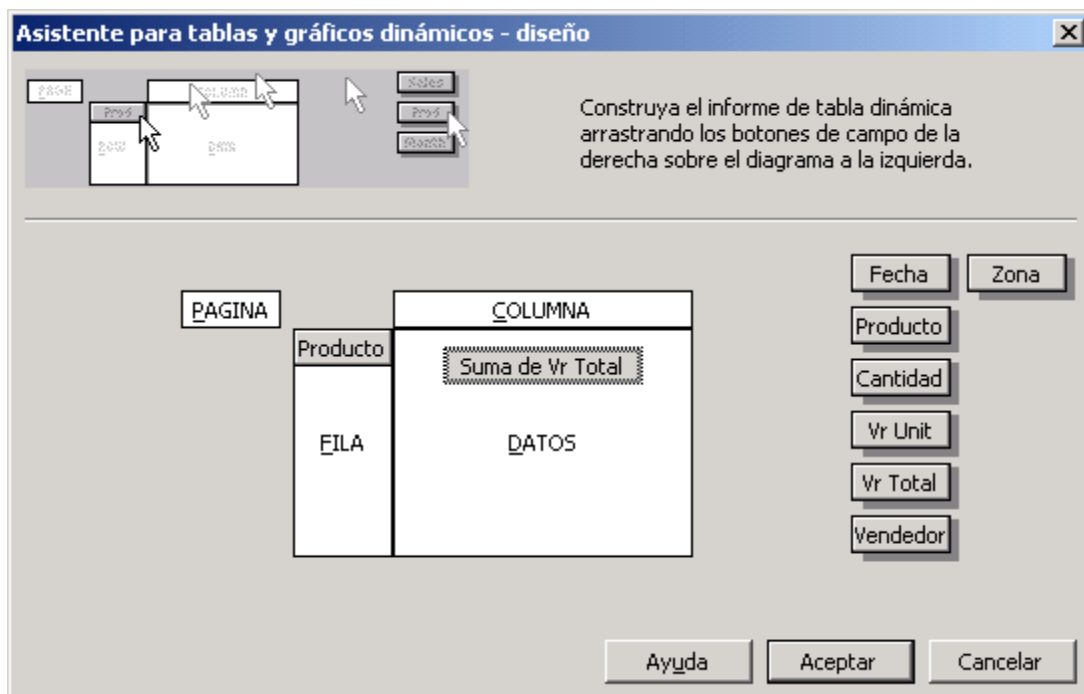 Asistente para tablas y gráficos dinámicos - diseño
Construya el informe de tabla dinámica
arrastrando los botones de campo de la
derecha sobre el diagrama a la izquierda.
Fecha Zona
PAGINA COLUMNA
Producto Producto
Suma de Vr Total
Cantidad
FILA DATOS Vr Unit
Vr Total
Vendedor
Ayuda Aceptar Cancelar